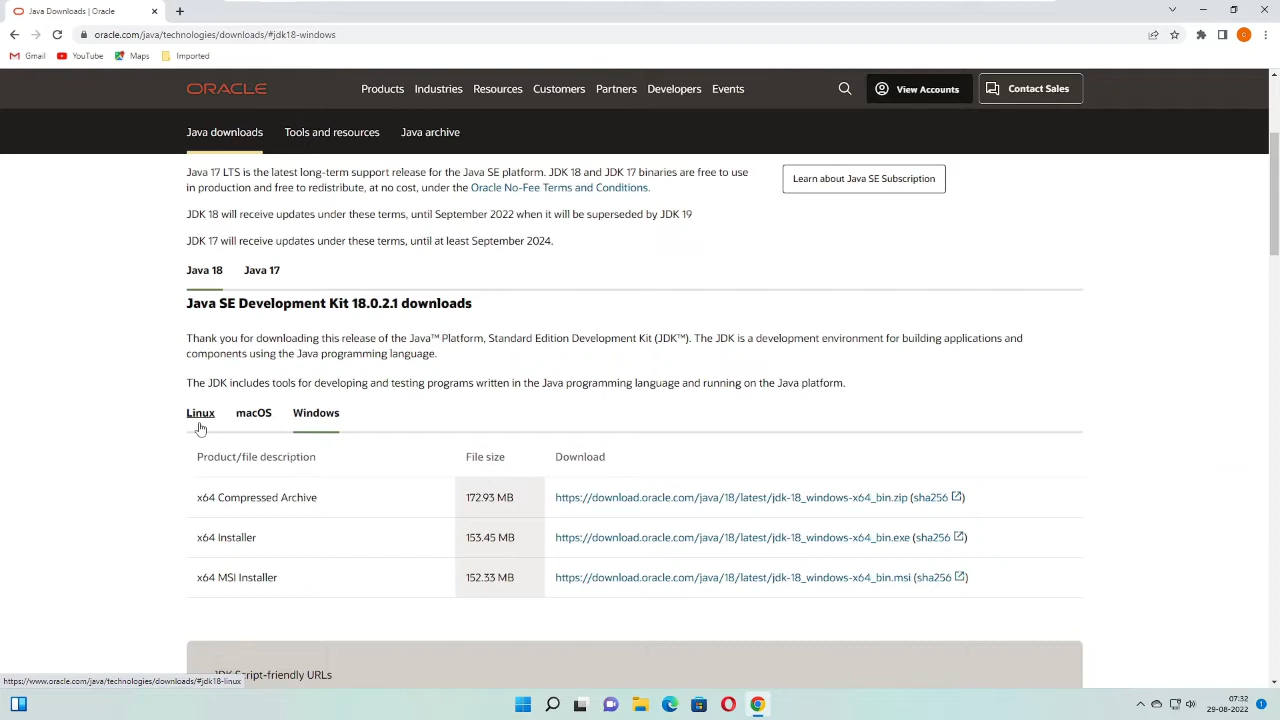 Java Downloads | Oracle
oracle.com/java/technologies/downloads/#jdk18-windows
Gmail YouTube Maps Imported
ORACLE Products Industries Resources Customers Partners Developers Events View Accounts Contact Sales
Java downloads Tools and resources Java archive
Java 17 LTS is the latest long-term support release for the Java SE platform. JDK 18 and JDK 17 binaries are free to use
in production and free to redistribute, at no cost, under the Oracle No-Fee Terms and Conditions.
Learn about Java SE Subscription
JDK 18 will receive updates under these terms, until September 2022 when it will be superseded by JDK 19
JDK 17 will receive updates under these terms, until at least September 2024.
Java 18 Java 17
Java SE Development Kit 18.0.2.1 downloads
Thank you for downloading this release of the Java™ Platform, Standard Edition Development Kit (JDK™). The JDK is a development environment for building applications and
components using the Java programming language.
The JDK includes tools for developing and testing programs written in the Java programming language and running on the Java platform.
Linux macOS Windows
Product/file description File size Download
x64 Compressed Archive 172.93 MB https://download.oracle.com/java/18/latest/jdk-18_windows-x64_bin.zip (sha256)
x64 Installer 153.45 MB https://download.oracle.com/java/18/latest/jdk-18_windows-x64_bin.exe (sha256)
x64 MSI Installer 152.33 MB https://download.oracle.com/java/18/latest/jdk-18_windows-x64_bin.msi (sha256)
JDK Script-friendly URLs
https://www.oracle.com/java/technologies/downloads/#jdk18-linux
07:32
29-08-2022